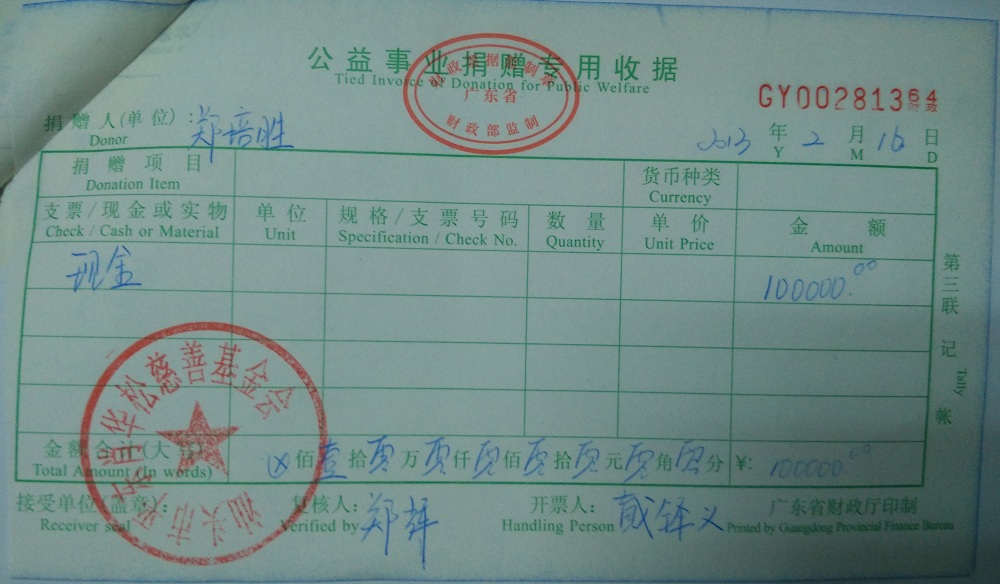 公益事业捐赠专用收据
Tied Invoice of Donation for Public Welfare
广东省
财政部监制
GY00281364
捐赠人(单位): 郑培胜
Donor
2013 年 2 月 16 日
Y M D
捐赠项目 货币种类
Donation Item Currency
支票/现金或实物 单位 规格/支票号码 数量 单价 金额
Check / Cash or Material Unit Specification / Check No. Quantity Unit Price Amount
现金 100000.00
第三联 记帐
Tally
汕头市 华松慈善基金会
金额合计(大写) 佰壹拾零万零仟零佰零拾零元零角零分 ¥: 100000.00
Total Amount (In words)
接受单位(盖章): 复核人: 郑 开票人: 义 广东省财政厅印制
Receiver seal Verified by Handling Person Printed by Guangdong Provincial Finance Bureau